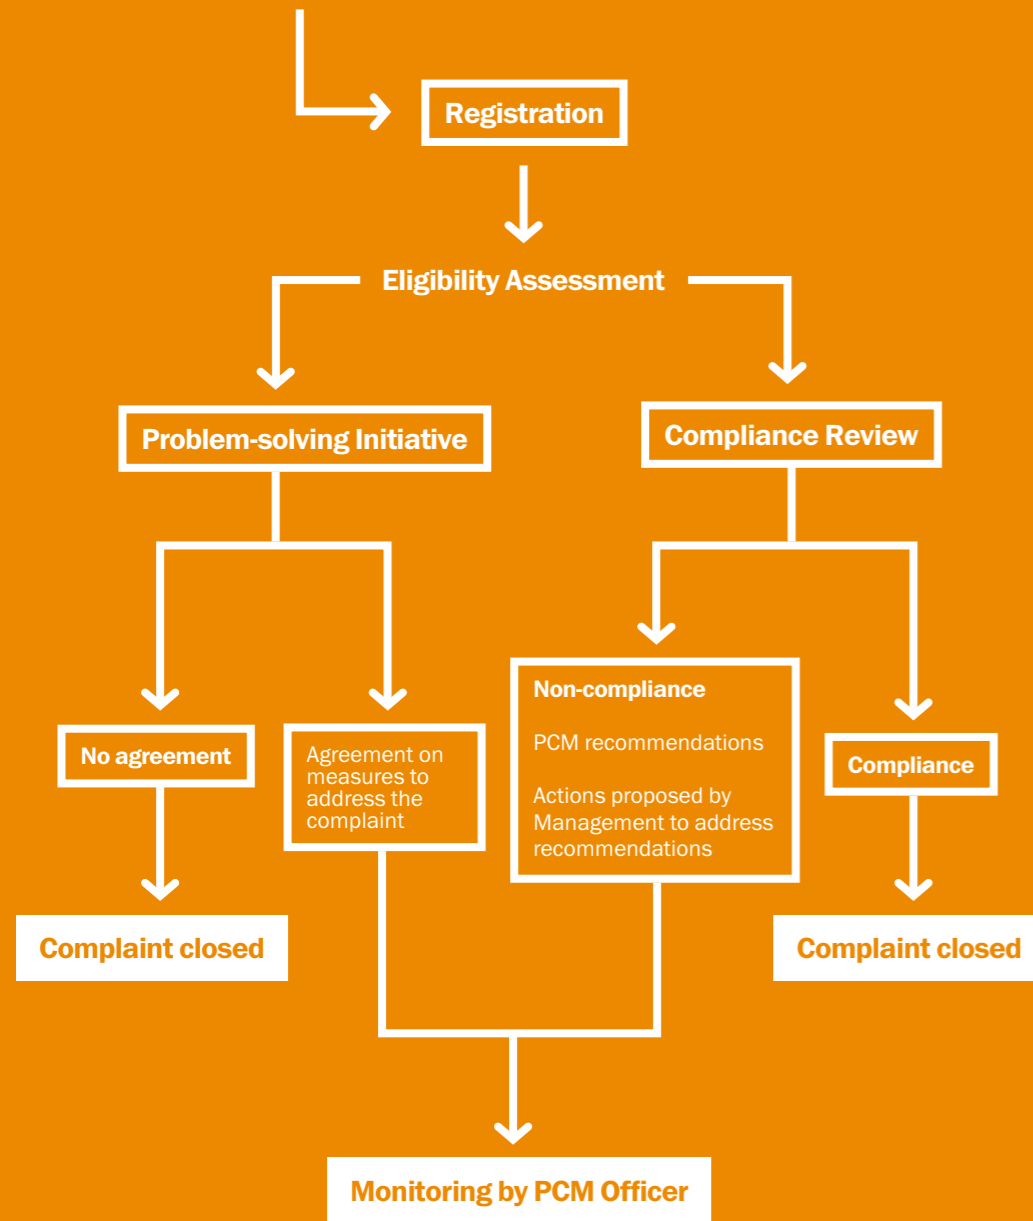 Registration
Eligibility Assessment
Problem-solving Initiative
Compliance Review
No agreement
Agreement on
measures to
address the
complaint
Non-compliance
PCM recommendations
Actions proposed by
Management to address
recommendations
Compliance
Complaint closed
Complaint closed
Monitoring by PCM Officer